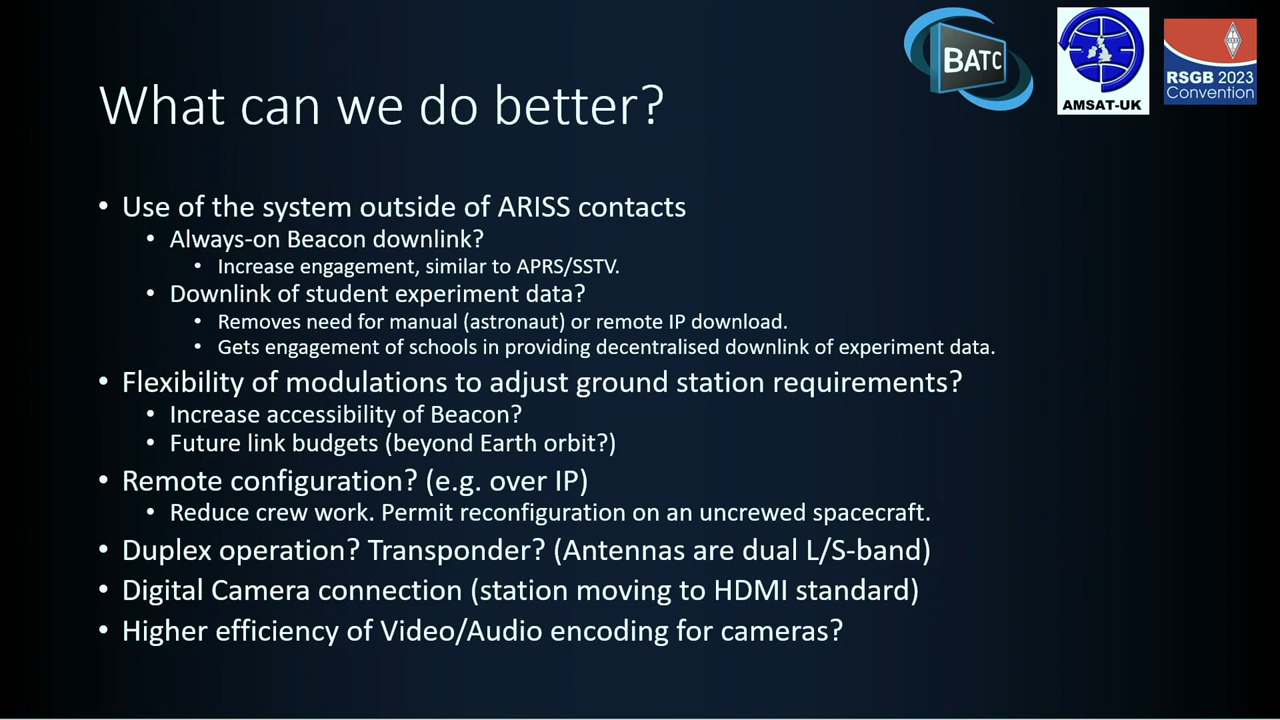 BATC
AMSAT-UK
RSGB 2023
Convention
What can we do better?
• Use of the system outside of ARISS contacts
• Always-on Beacon downlink?
• Increase engagement, similar to APRS/SSTV.
• Downlink of student experiment data?
• Removes need for manual (astronaut) or remote IP download.
• Gets engagement of schools in providing decentralised downlink of experiment data.
• Flexibility of modulations to adjust ground station requirements?
• Increase accessibility of Beacon?
• Future link budgets (beyond Earth orbit?)
• Remote configuration? (e.g. over IP)
• Reduce crew work. Permit reconfiguration on an uncrewed spacecraft.
• Duplex operation? Transponder? (Antennas are dual L/S-band)
• Digital Camera connection (station moving to HDMI standard)
• Higher efficiency of Video/Audio encoding for cameras?